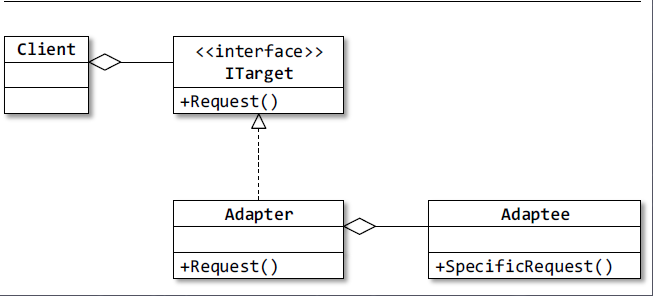 Client
<<interface>>
ITarget
+Request()
Adapter
+Request()
Adaptee
+SpecificRequest()